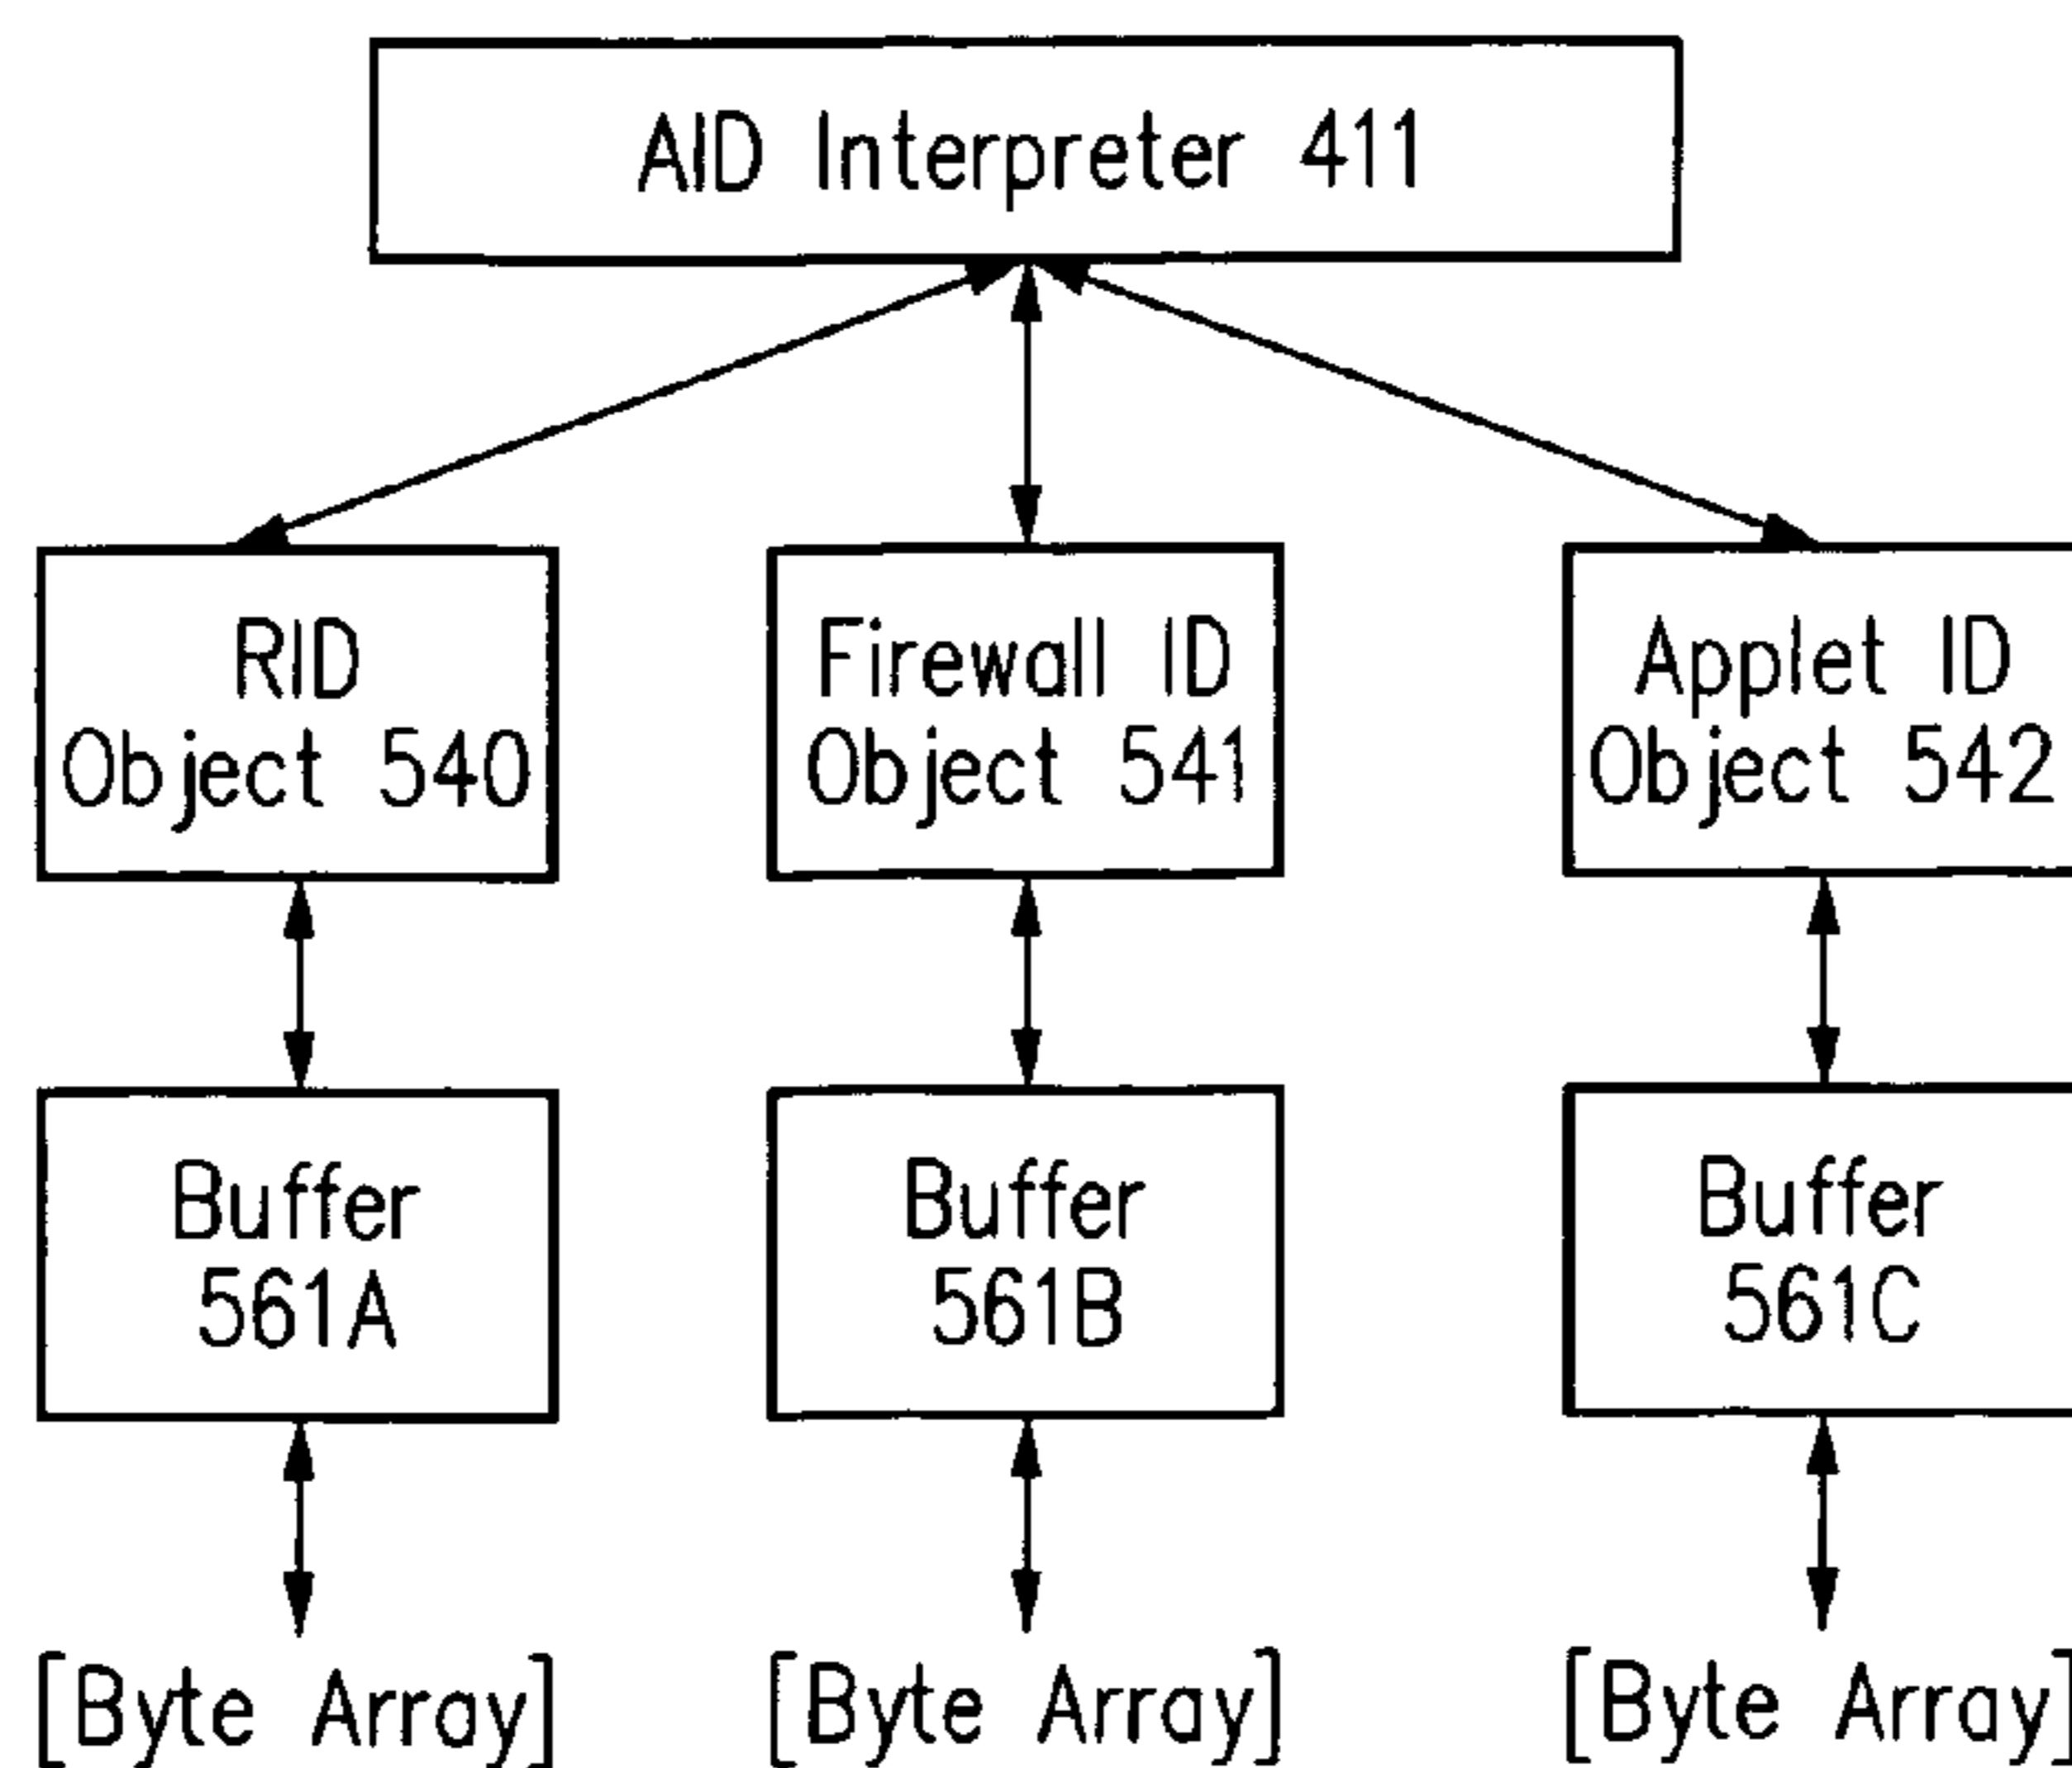 AID Interpreter 411
RID
Object 540
Firewall ID
Object 541
Applet ID
Object 542
Buffer
561A
Buffer
561B
Buffer
561C
[Byte Array]
[Byte Array]
[Byte Array]